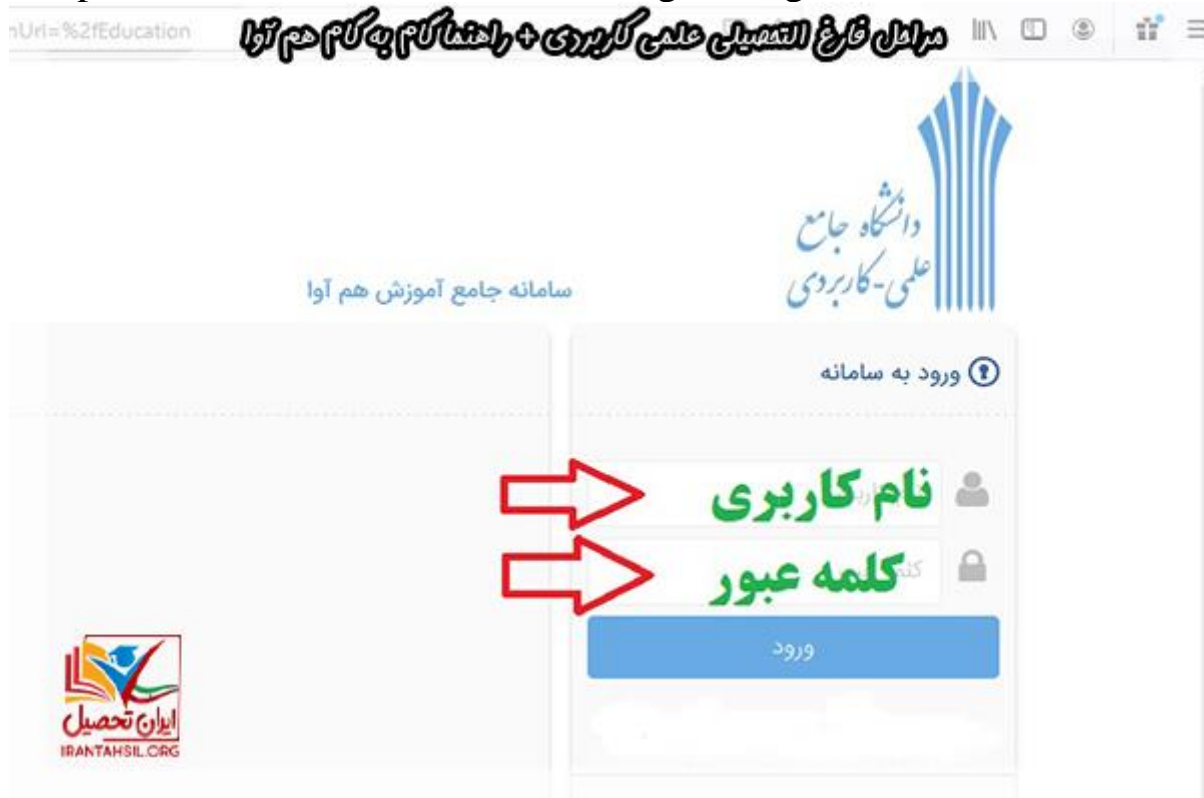 nUrl=%2fEducation
مراحل فارغ التحصیلی علمی کاربردی + راهنما گام به گام هم آوا
دانشگاه جامع
علمی-کاربردی
سامانه جامع آموزش هم آوا
ورود به سامانه
نام کاربری
کلمه عبور
ورود
ایران تحصیل
IRANTAHSIL.ORG